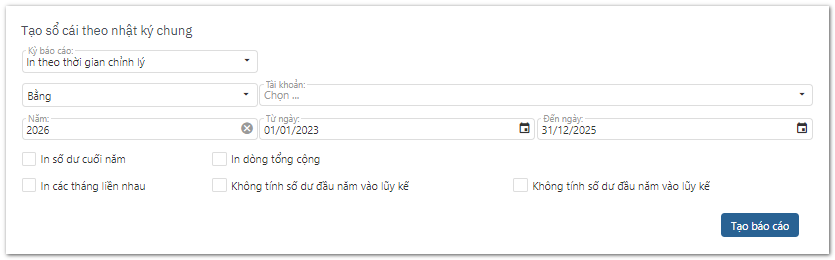 Tạo sổ cái theo nhật ký chung
Kỳ báo cáo:
In theo thời gian chỉnh lý
Bằng
Tài khoản:
Chọn ...
Năm:
2026
Từ ngày:
01/01/2023
Đến ngày:
31/12/2025
In số dư cuối năm
In dòng tổng cộng
In các tháng liền nhau
Không tính số dư đầu năm vào lũy kế
Không tính số dư đầu năm vào lũy kế
Tạo báo cáo